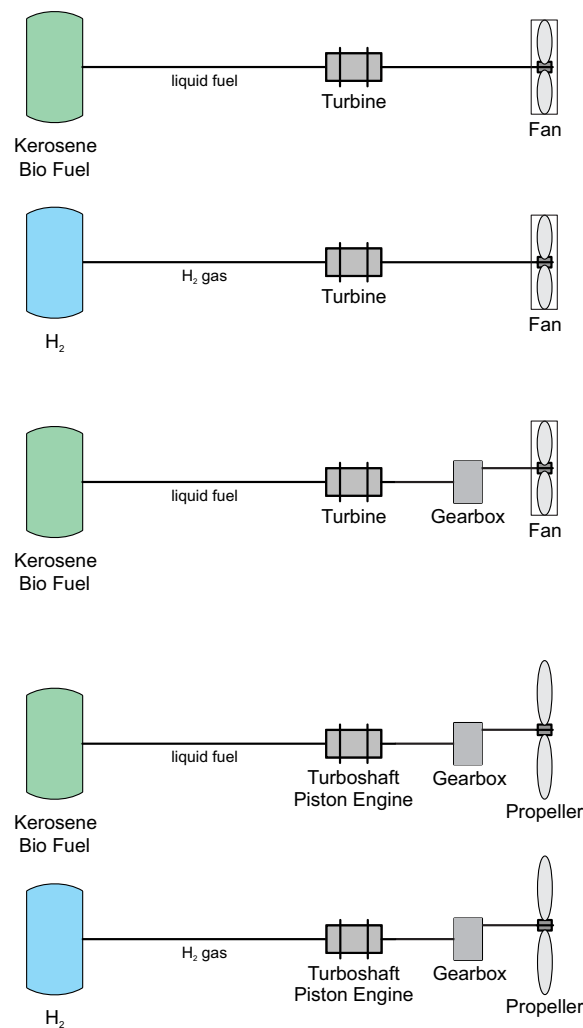 liquid fuel
Turbine
Fan
Kerosene
Bio Fuel
H₂ gas
Turbine
Fan
H₂
liquid fuel
Turbine
Gearbox
Fan
Kerosene
Bio Fuel
liquid fuel
Turboshaft
Piston Engine
Gearbox
Propeller
Kerosene
Bio Fuel
H₂ gas
Turboshaft
Piston Engine
Gearbox
Propeller
H₂